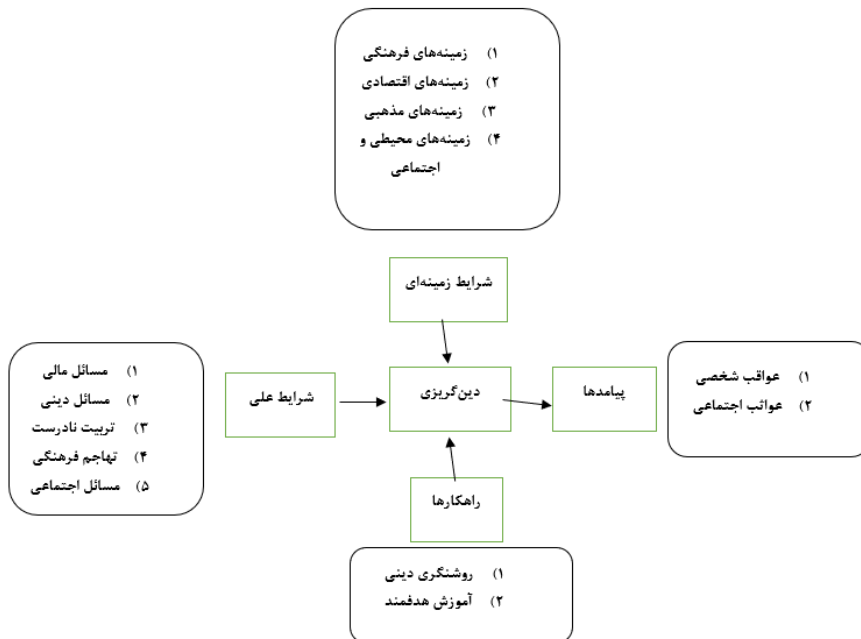 ۱) زمینه‌های فرهنگی
۲) زمینه‌های اقتصادی
۳) زمینه‌های مذهبی
۴) زمینه‌های محیطی و
اجتماعی
شرایط زمینه‌ای
۱) مسائل مالی
۲) مسائل دینی
۳) تربیت نادرست
۴) تهاجم فرهنگی
۵) مسائل اجتماعی
شرایط علی
دین‌گریزی
پیامدها
۱) عواقب شخصی
۲) عوائب اجتماعی
راهکارها
۱) روشنگری دینی
۲) آموزش هدفمند